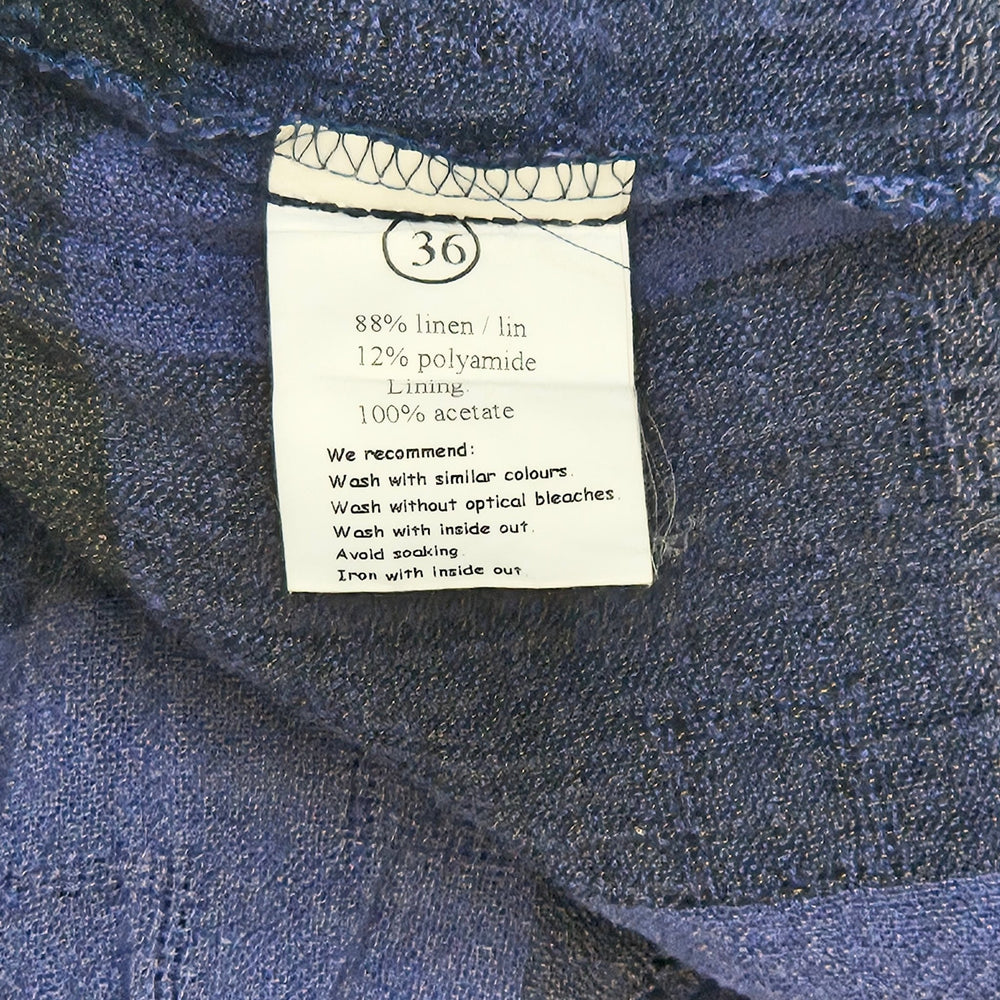 36
88% linen / lin
12% polyamide
Lining.
100% acetate
We recommend:
Wash with similar colours.
Wash without optical bleaches.
Wash with inside out.
Avoid soaking.
Iron with inside out.